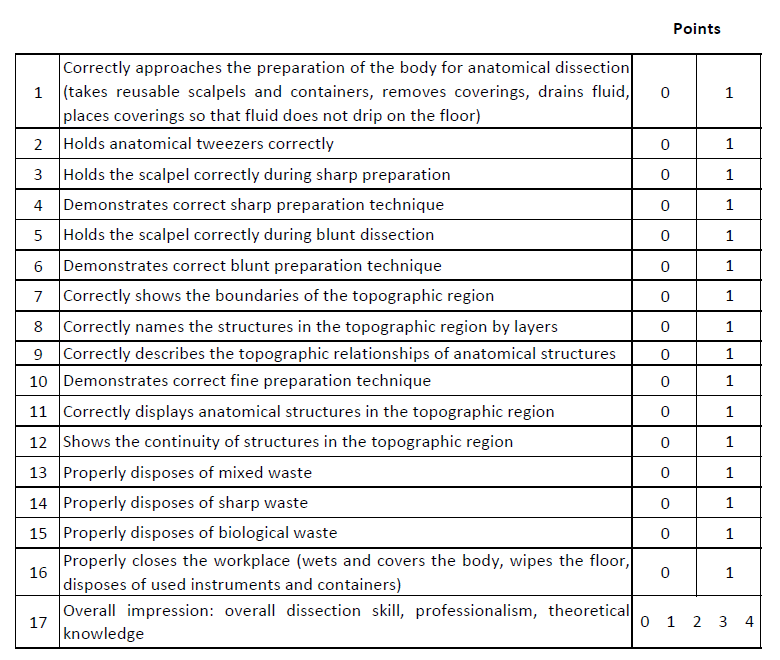 Points
1 Correctly approaches the preparation of the body for anatomical dissection 0 1
(takes reusable scalpels and containers, removes coverings, drains fluid,
places coverings so that fluid does not drip on the floor)
2 Holds anatomical tweezers correctly 0 1
3 Holds the scalpel correctly during sharp preparation 0 1
4 Demonstrates correct sharp preparation technique 0 1
5 Holds the scalpel correctly during blunt dissection 0 1
6 Demonstrates correct blunt preparation technique 0 1
7 Correctly shows the boundaries of the topographic region 0 1
8 Correctly names the structures in the topographic region by layers 0 1
9 Correctly describes the topographic relationships of anatomical structures 0 1
10 Demonstrates correct fine preparation technique 0 1
11 Correctly displays anatomical structures in the topographic region 0 1
12 Shows the continuity of structures in the topographic region 0 1
13 Properly disposes of mixed waste 0 1
14 Properly disposes of sharp waste 0 1
15 Properly disposes of biological waste 0 1
16 Properly closes the workplace (wets and covers the body, wipes the floor, 0 1
disposes of used instruments and containers)
17 Overall impression: overall dissection skill, professionalism, theoretical 0 1 2 3 4
knowledge